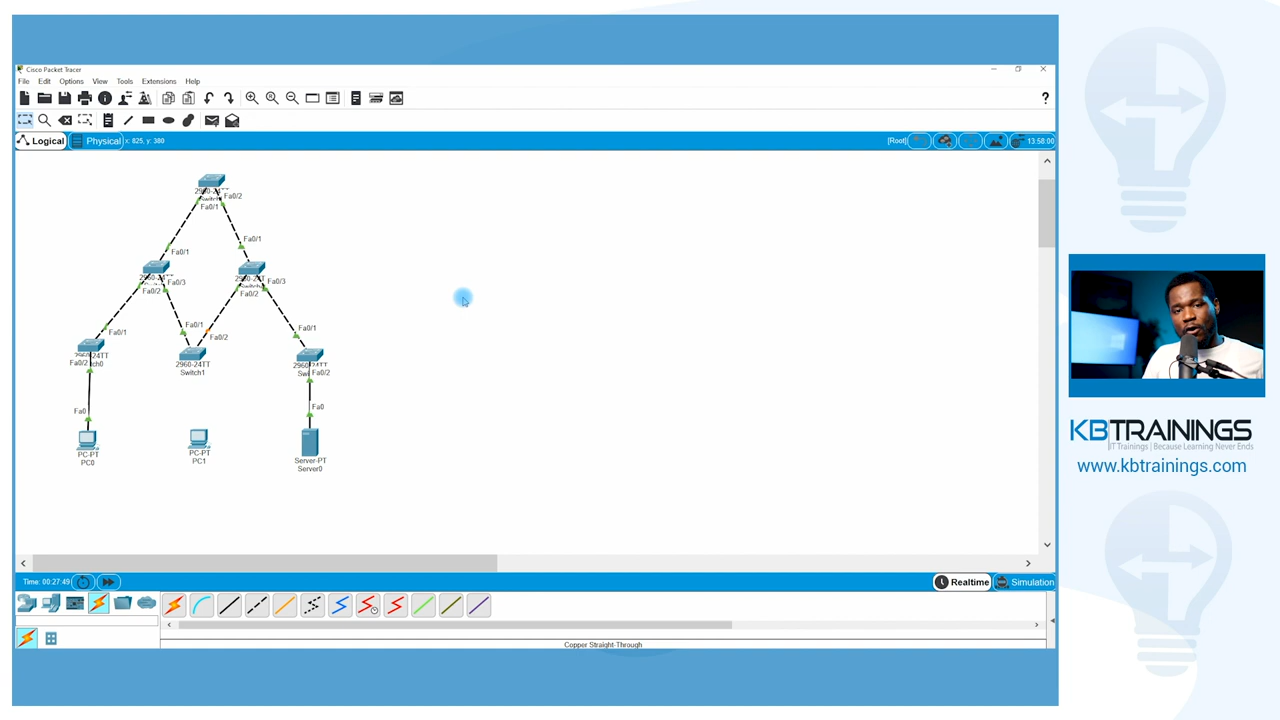 Cisco Packet Tracer
File Edit Options View Tools Extensions Help
?
Logical Physical x: 825, y: 380 [Root] 13:58:00
Fa0/2
Fa0/1
Fa0/1
Fa0/1
Fa0/3
Fa0/3
Fa0/2
Fa0/2
Fa0/1
Fa0/1
Fa0/1
Fa0/2
2960-24TT
Switch1
Fa0/2
Fa0/2
Fa0
Fa0
PC-PT
PC0
PC-PT
PC1
Server-PT
Server0
Time: 00:27:49 Realtime Simulation
Copper Straight-Through
KBTRAININGS
IT Trainings | Because Learning Never Ends
www.kbtrainings.com